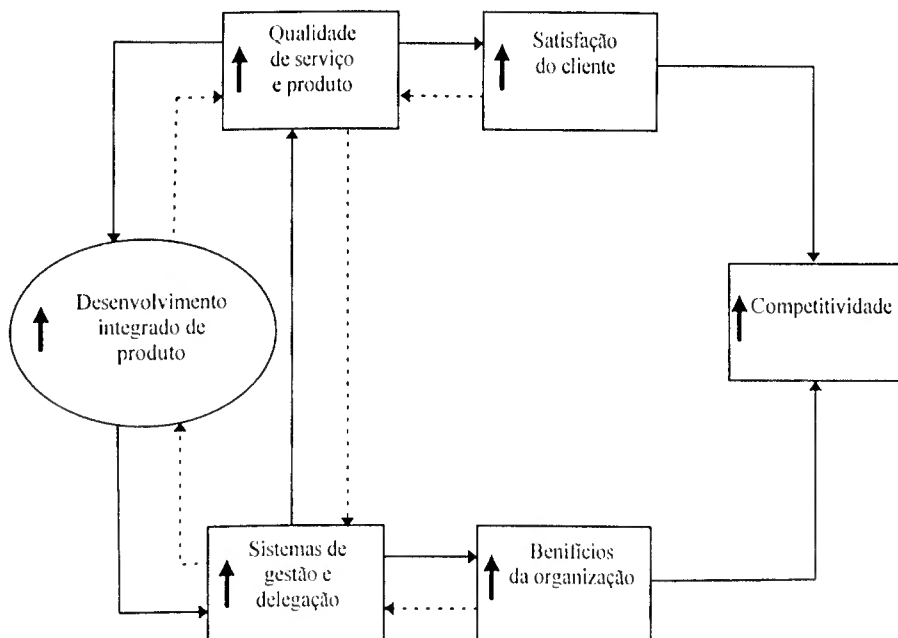 Qualidade
de serviço
e produto
Satisfação
do cliente
Desenvolvimento
integrado de
produto
Competitividade
Sistemas de
gestão e
delegação
Benifícios
da organização